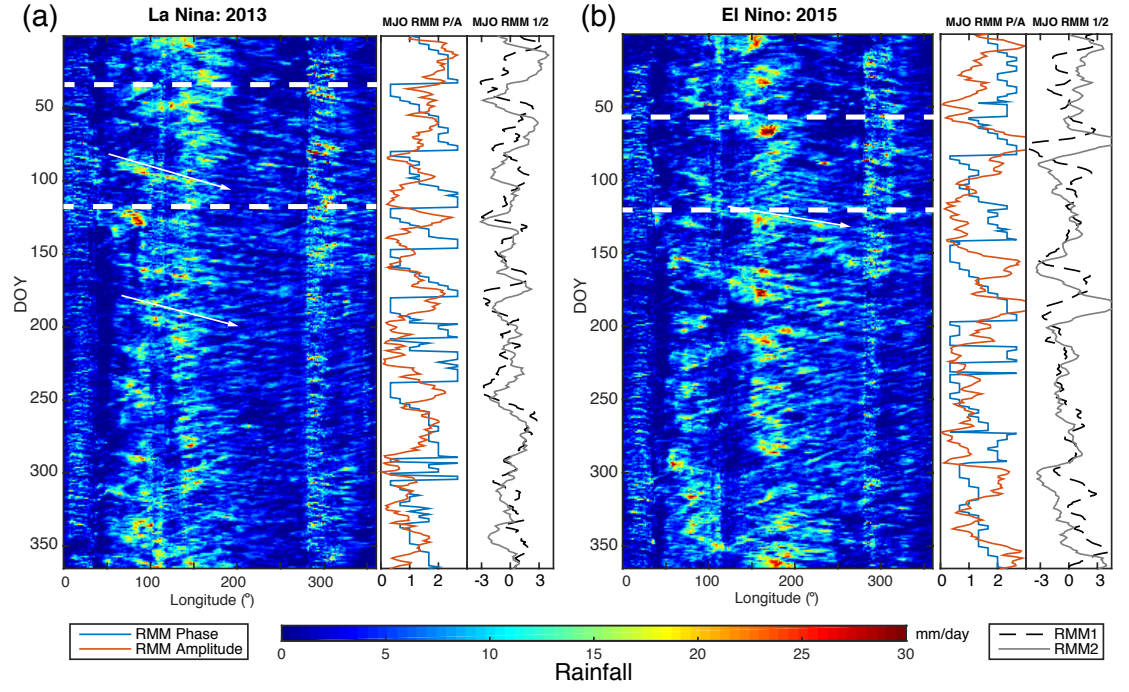 (a)
La Nina: 2013
MJO RMM P/A
MJO RMM 1/2
DOY
50
100
150
200
250
300
350
0
100
200
300
Longitude (º)
0
1
2
-3
0
3
(b)
El Nino: 2015
MJO RMM P/A
MJO RMM 1/2
DOY
50
100
150
200
250
300
350
0
100
200
300
Longitude (º)
0
1
2
-3
0
3
RMM Phase
RMM Amplitude
0
5
10
15
20
25
30
mm/day
Rainfall
RMM1
RMM2